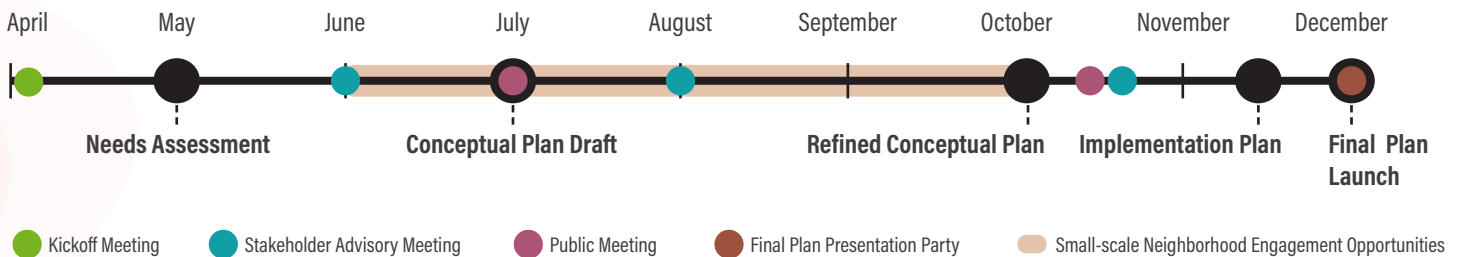 April May June July August September October November December
Needs Assessment Conceptual Plan Draft Refined Conceptual Plan Implementation Plan Final Plan
Launch
Kickoff Meeting Stakeholder Advisory Meeting Public Meeting Final Plan Presentation Party Small-scale Neighborhood Engagement Opportunities